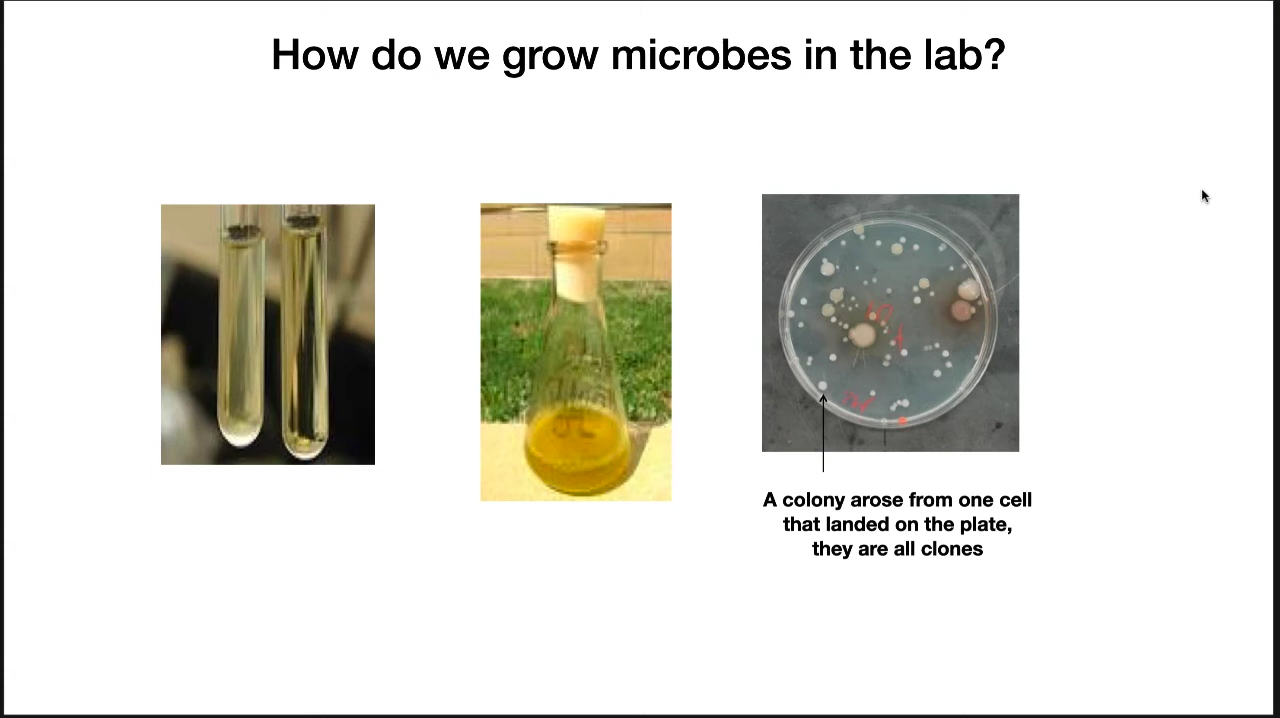 How do we grow microbes in the lab?
A colony arose from one cell
that landed on the plate,
they are all clones